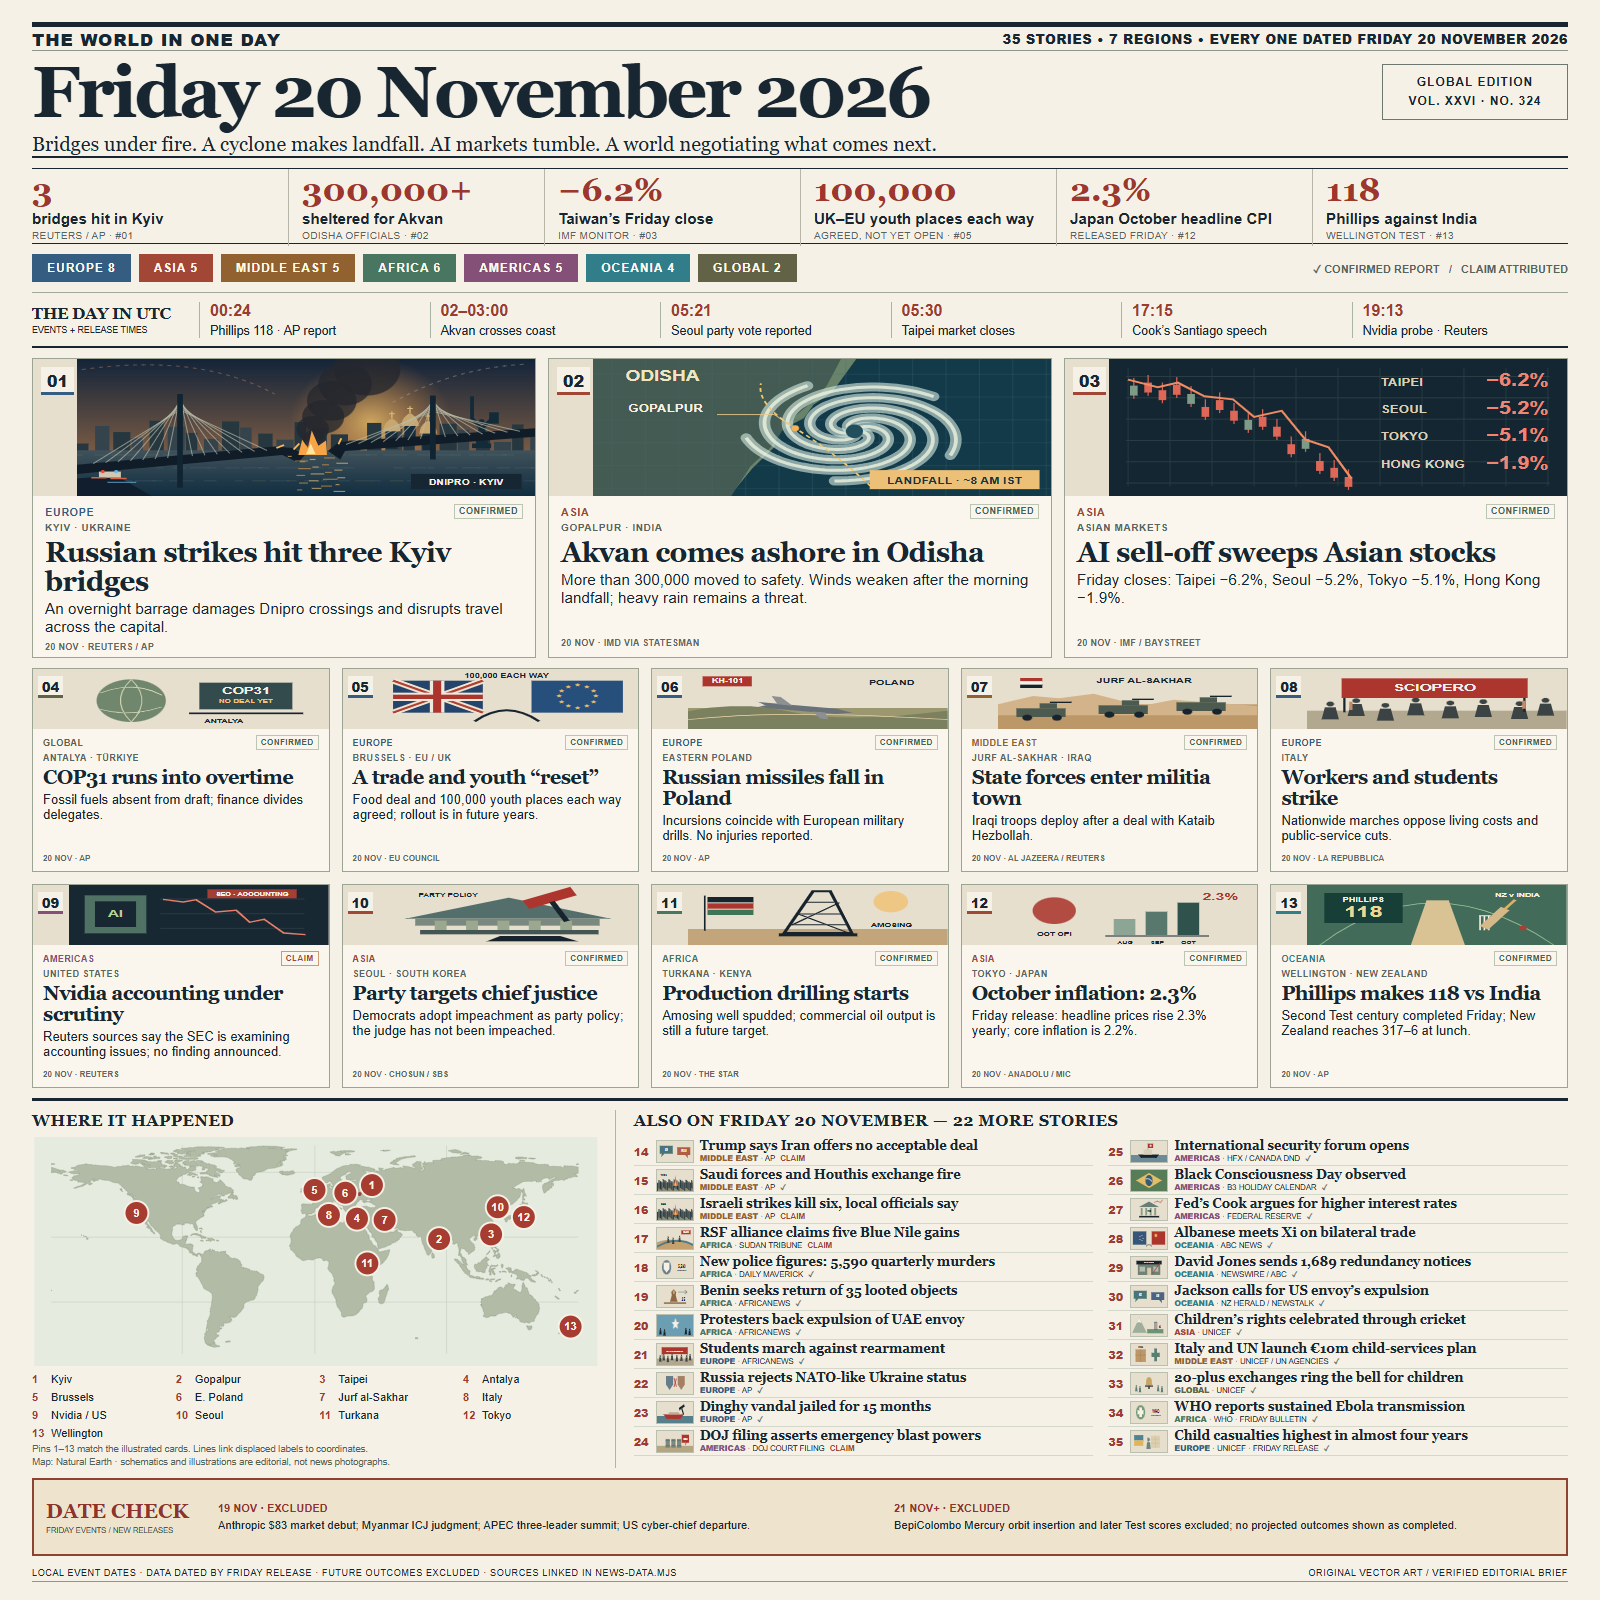 THE WORLD IN ONE DAY
35 STORIES • 7 REGIONS • EVERY ONE DATED FRIDAY 20 NOVEMBER 2026
Friday 20 November 2026
GLOBAL EDITION
VOL. XXVI · NO. 324
Bridges under fire. A cyclone makes landfall. AI markets tumble. A world negotiating what comes next.
3
bridges hit in Kyiv
REUTERS / AP · #01
300,000+
sheltered for Akvan
ODISHA OFFICIALS · #02
−6.2%
Taiwan’s Friday close
IMF MONITOR · #03
100,000
UK–EU youth places each way
AGREED, NOT YET OPEN · #05
2.3%
Japan October headline CPI
RELEASED FRIDAY · #12
118
Phillips against India
WELLINGTON TEST · #13
EUROPE 8
ASIA 5
MIDDLE EAST 5
AFRICA 6
AMERICAS 5
OCEANIA 4
GLOBAL 2
✓ CONFIRMED REPORT / CLAIM ATTRIBUTED
THE DAY IN UTC
EVENTS + RELEASE TIMES
00:24
Phillips 118 · AP report
02–03:00
Akvan crosses coast
05:21
Seoul party vote reported
05:30
Taipei market closes
17:15
Cook’s Santiago speech
19:13
Nvidia probe · Reuters
01
DNIPRO · KYIV
EUROPE
CONFIRMED
KYIV · UKRAINE
Russian strikes hit three Kyiv
bridges
An overnight barrage damages Dnipro crossings and disrupts travel
across the capital.
20 NOV · REUTERS / AP
02
ODISHA
GOPALPUR
LANDFALL · ~8 AM IST
ASIA
CONFIRMED
GOPALPUR · INDIA
Akvan comes ashore in Odisha
More than 300,000 moved to safety. Winds weaken after the morning
landfall; heavy rain remains a threat.
20 NOV · IMD VIA STATESMAN
03
TAIPEI −6.2%
SEOUL −5.2%
TOKYO −5.1%
HONG KONG −1.9%
ASIA
CONFIRMED
ASIAN MARKETS
AI sell-off sweeps Asian stocks
Friday closes: Taipei −6.2%, Seoul −5.2%, Tokyo −5.1%, Hong Kong
−1.9%.
20 NOV · IMF / BAYSTREET
04
COP31
NO DEAL YET
ANTALYA
GLOBAL
CONFIRMED
ANTALYA · TÜRKIYE
COP31 runs into overtime
Fossil fuels absent from draft; finance divides
delegates.
20 NOV · AP
05
100,000 EACH WAY
EUROPE
CONFIRMED
BRUSSELS · EU / UK
A trade and youth “reset”
Food deal and 100,000 youth places each way
agreed; rollout is in future years.
20 NOV · EU COUNCIL
06
KH-101
POLAND
EUROPE
CONFIRMED
EASTERN POLAND
Russian missiles fall in
Poland
Incursions coincide with European military
drills. No injuries reported.
20 NOV · AP
07
JURF AL-SAKHAR
MIDDLE EAST
CONFIRMED
JURF AL-SAKHAR · IRAQ
State forces enter militia
town
Iraqi troops deploy after a deal with Kataib
Hezbollah.
20 NOV · AL JAZEERA / REUTERS
08
SCIOPERO
EUROPE
CONFIRMED
ITALY
Workers and students
strike
Nationwide marches oppose living costs and
public-service cuts.
20 NOV · LA REPUBBLICA
09
AI
SEC · ACCOUNTING
AMERICAS
CLAIM
UNITED STATES
Nvidia accounting under
scrutiny
Reuters sources say the SEC is examining
accounting issues; no finding announced.
20 NOV · REUTERS
10
PARTY POLICY
ASIA
CONFIRMED
SEOUL · SOUTH KOREA
Party targets chief justice
Democrats adopt impeachment as party policy;
the judge has not been impeached.
20 NOV · CHOSUN / SBS
11
AMOSING
AFRICA
CONFIRMED
TURKANA · KENYA
Production drilling starts
Amosing well spudded; commercial oil output is
still a future target.
20 NOV · THE STAR
12
OCT CPI
2.3%
AUG SEP OCT
ASIA
CONFIRMED
TOKYO · JAPAN
October inflation: 2.3%
Friday release: headline prices rise 2.3%
yearly; core inflation is 2.2%.
20 NOV · ANADOLU / MIC
13
PHILLIPS
118
NZ v INDIA
OCEANIA
CONFIRMED
WELLINGTON · NEW ZEALAND
Phillips makes 118 vs India
Second Test century completed Friday; New
Zealand reaches 317–6 at lunch.
20 NOV · AP
WHERE IT HAPPENED
5
6
1
9
8
4
7
10
12
2
3
11
13
1 Kyiv
2 Gopalpur
3 Taipei
4 Antalya
5 Brussels
6 E. Poland
7 Jurf al-Sakhar
8 Italy
9 Nvidia / US
10 Seoul
11 Turkana
12 Tokyo
13 Wellington
Pins 1–13 match the illustrated cards. Lines link displaced labels to coordinates.
Map: Natural Earth · schematics and illustrations are editorial, not news photographs.
ALSO ON FRIDAY 20 NOVEMBER — 22 MORE STORIES
14 Trump says Iran offers no acceptable deal
MIDDLE EAST · AP CLAIM
15 Saudi forces and Houthis exchange fire
MIDDLE EAST · AP ✓
16 Israeli strikes kill six, local officials say
MIDDLE EAST · AP CLAIM
17 RSF alliance claims five Blue Nile gains
AFRICA · SUDAN TRIBUNE CLAIM
18 New police figures: 5,590 quarterly murders
AFRICA · DAILY MAVERICK ✓
19 Benin seeks return of 35 looted objects
AFRICA · AFRICANEWS ✓
20 Protesters back expulsion of UAE envoy
AFRICA · AFRICANEWS ✓
21 Students march against rearmament
EUROPE · AFRICANEWS ✓
22 Russia rejects NATO-like Ukraine status
EUROPE · AP ✓
23 Dinghy vandal jailed for 15 months
EUROPE · AP ✓
24 DOJ filing asserts emergency blast powers
AMERICAS · DOJ COURT FILING CLAIM
25 International security forum opens
AMERICAS · HFX / CANADA DND ✓
26 Black Consciousness Day observed
AMERICAS · B3 HOLIDAY CALENDAR ✓
27 Fed’s Cook argues for higher interest rates
AMERICAS · FEDERAL RESERVE ✓
28 Albanese meets Xi on bilateral trade
OCEANIA · ABC NEWS ✓
29 David Jones sends 1,689 redundancy notices
OCEANIA · NEWSWIRE / ABC ✓
30 Jackson calls for US envoy’s expulsion
OCEANIA · NZ HERALD / NEWSTALK ✓
31 Children’s rights celebrated through cricket
ASIA · UNICEF ✓
32 Italy and UN launch €10m child-services plan
MIDDLE EAST · UNICEF / UN AGENCIES ✓
33 20-plus exchanges ring the bell for children
GLOBAL · UNICEF ✓
34 WHO reports sustained Ebola transmission
AFRICA · WHO · FRIDAY BULLETIN ✓
35 Child casualties highest in almost four years
EUROPE · UNICEF · FRIDAY RELEASE ✓
DATE CHECK
FRIDAY EVENTS / NEW RELEASES
19 NOV · EXCLUDED
Anthropic $83 market debut; Myanmar ICJ judgment; APEC three-leader summit; US cyber-chief departure.
21 NOV+ · EXCLUDED
BepiColombo Mercury orbit insertion and later Test scores excluded; no projected outcomes shown as completed.
LOCAL EVENT DATES · DATA DATED BY FRIDAY RELEASE · FUTURE OUTCOMES EXCLUDED · SOURCES LINKED IN NEWS-DATA.MJS
ORIGINAL VECTOR ART / VERIFIED EDITORIAL BRIEF